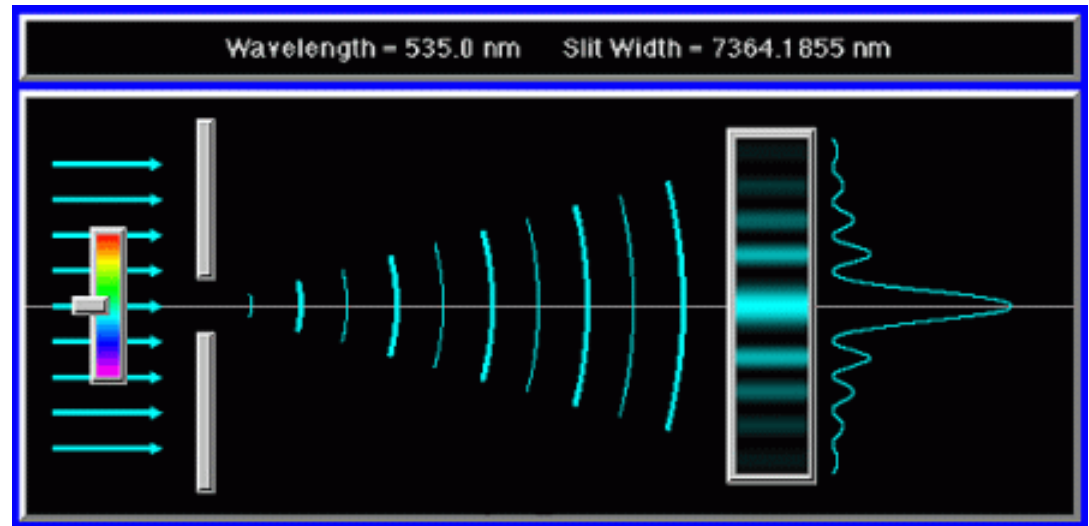 Wavelength = 535.0 nm Slit Width = 7364.1855 nm